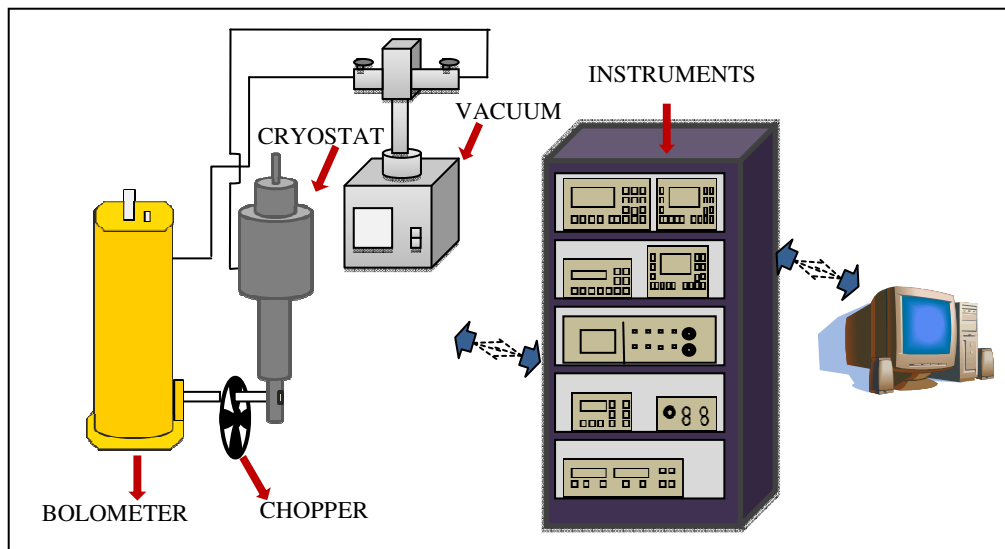 INSTRUMENTS
VACUUM
CRYOSTAT
BOLOMETER
CHOPPER